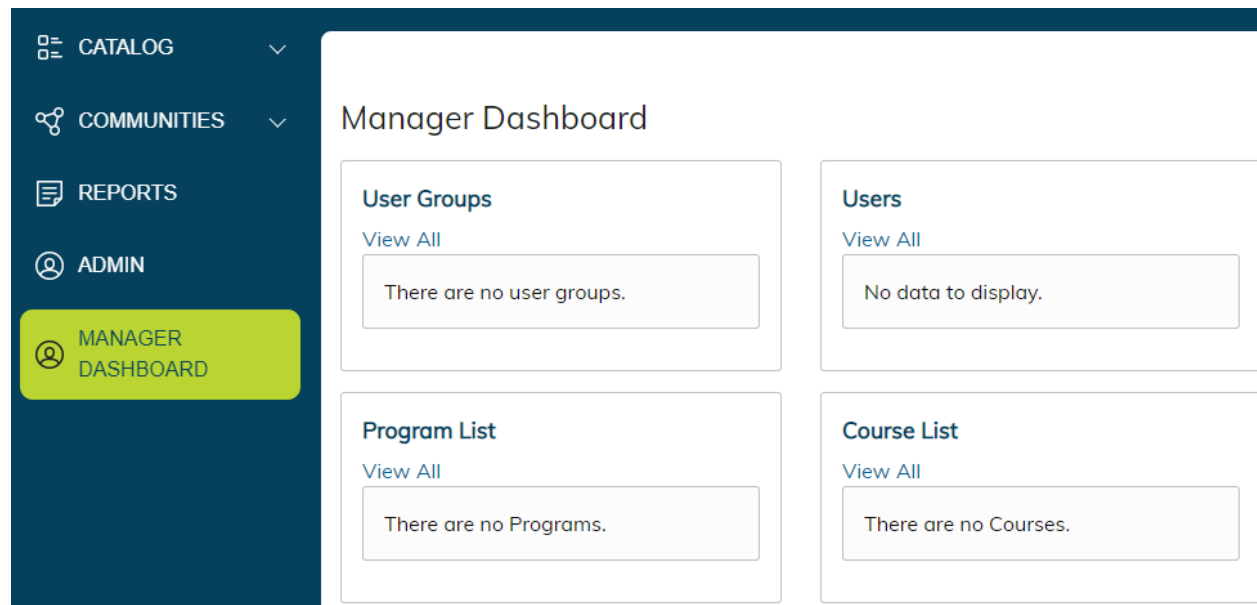 CATALOG
COMMUNITIES
REPORTS
ADMIN
MANAGER
DASHBOARD
Manager Dashboard
User Groups
View All
There are no user groups.
Users
View All
No data to display.
Program List
View All
There are no Programs.
Course List
View All
There are no Courses.